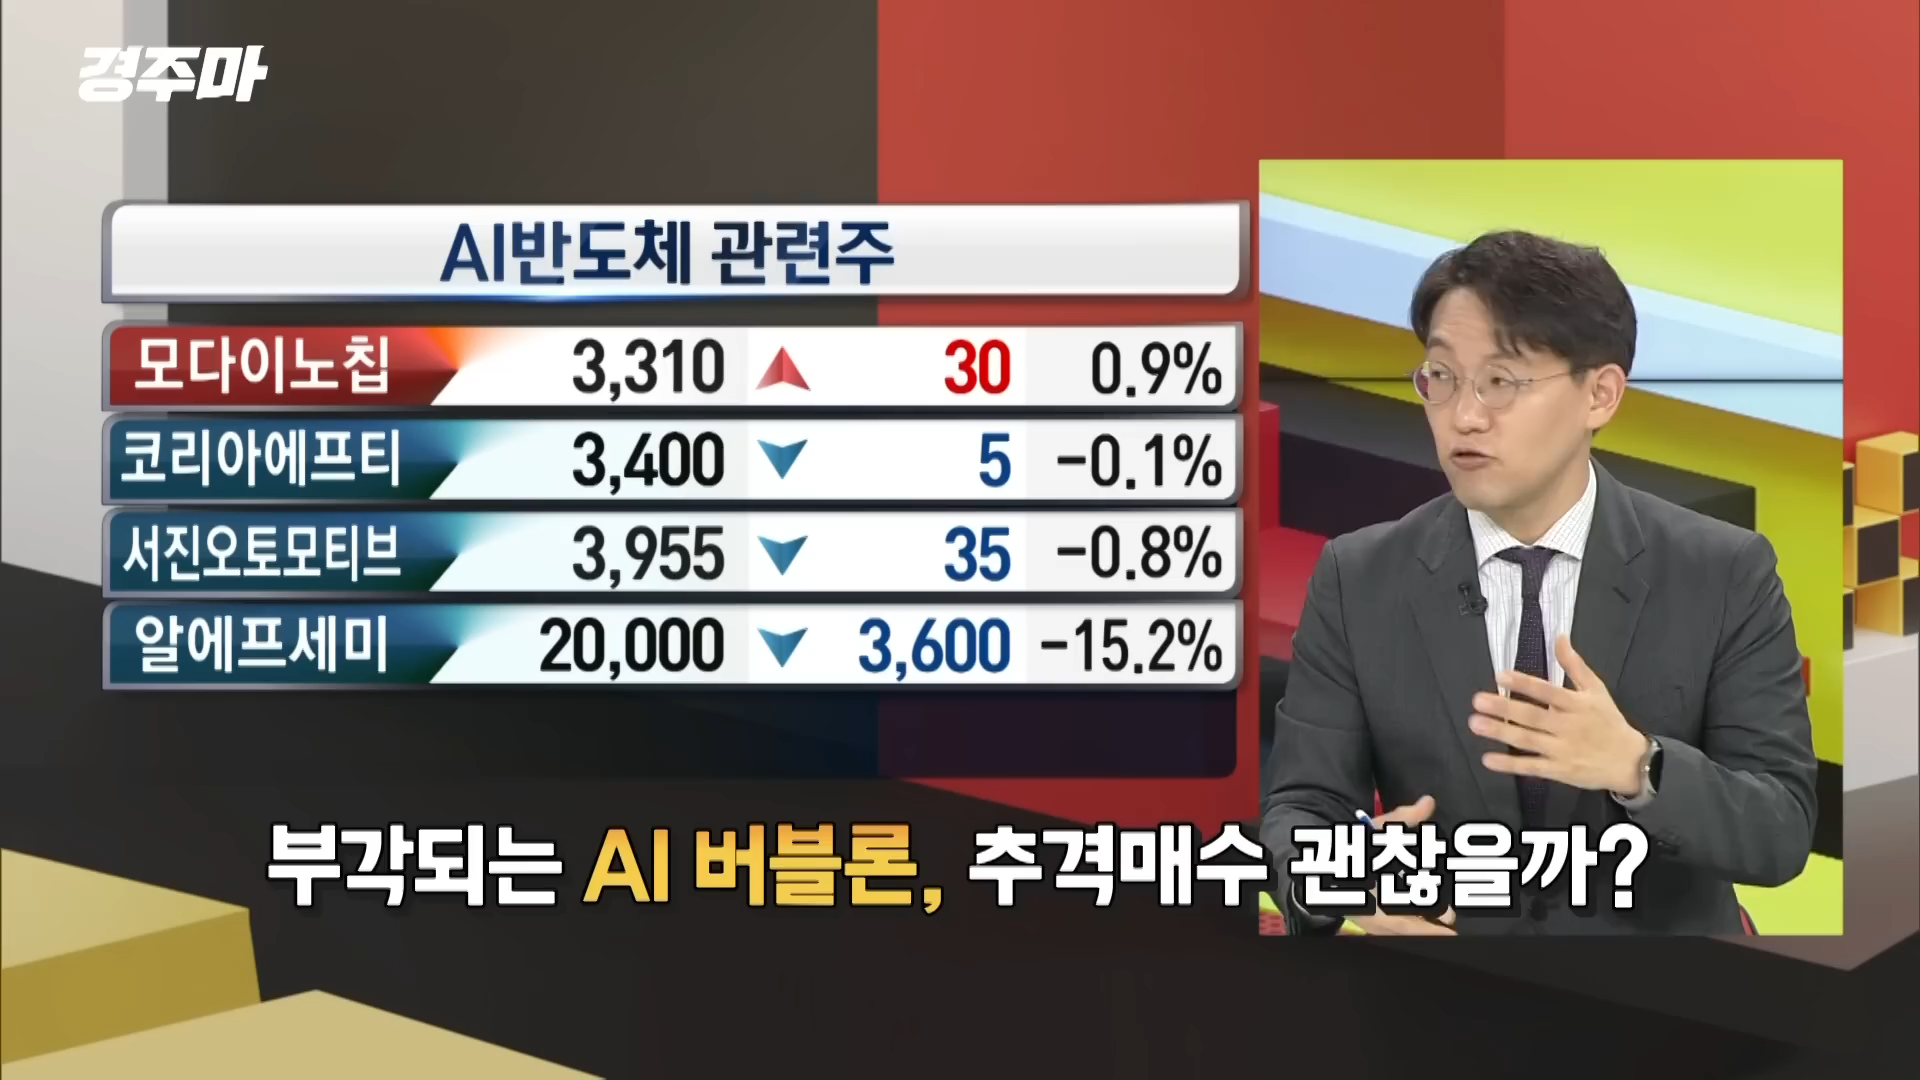 경주마
AI반도체 관련주
모다이노칩 3,310 ▲ 30 0.9%
코리아에프티 3,400 ▼ 5 -0.1%
서진오토모티브 3,955 ▼ 35 -0.8%
알에프세미 20,000 ▼ 3,600 -15.2%
부각되는 AI 버블론, 추격매수 괜찮을까?